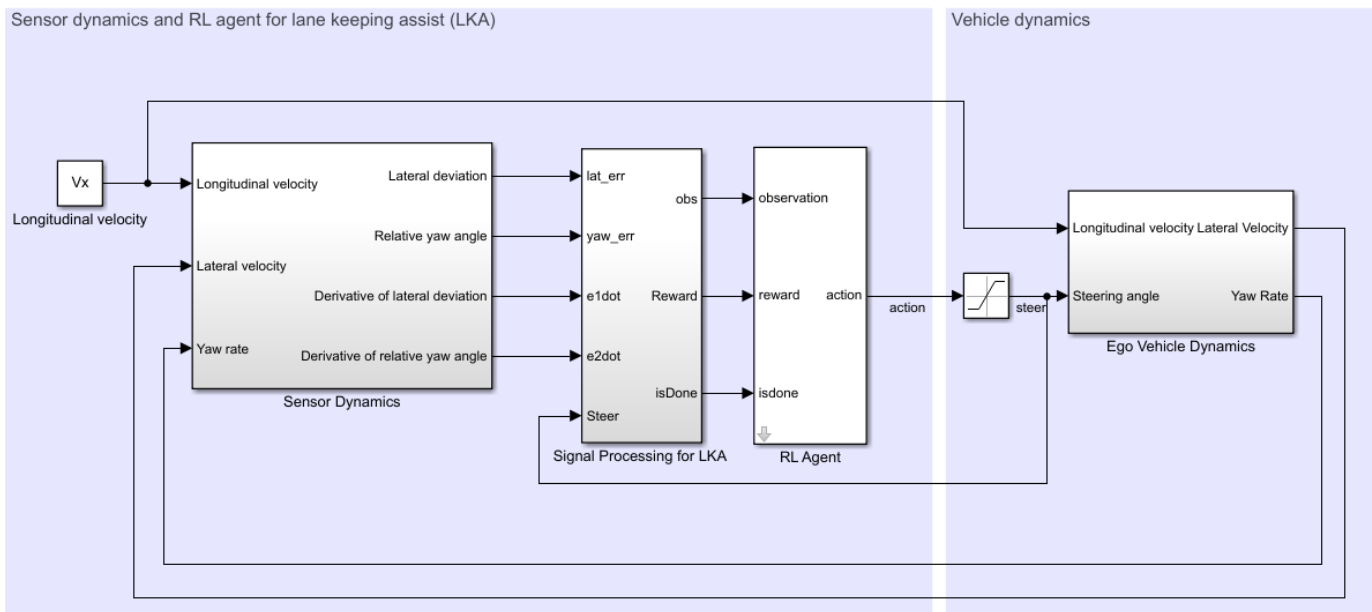 Sensor dynamics and RL agent for lane keeping assist (LKA)
Vehicle dynamics
Vx
Longitudinal velocity
Longitudinal velocity
Lateral velocity
Yaw rate
Lateral deviation
Relative yaw angle
Derivative of lateral deviation
Derivative of relative yaw angle
Sensor Dynamics
lat_err
yaw_err
e1dot
e2dot
Steer
obs
Reward
isDone
Signal Processing for LKA
observation
reward
isdone
action
RL Agent
action
steer
Longitudinal velocity
Steering angle
Lateral Velocity
Yaw Rate
Ego Vehicle Dynamics